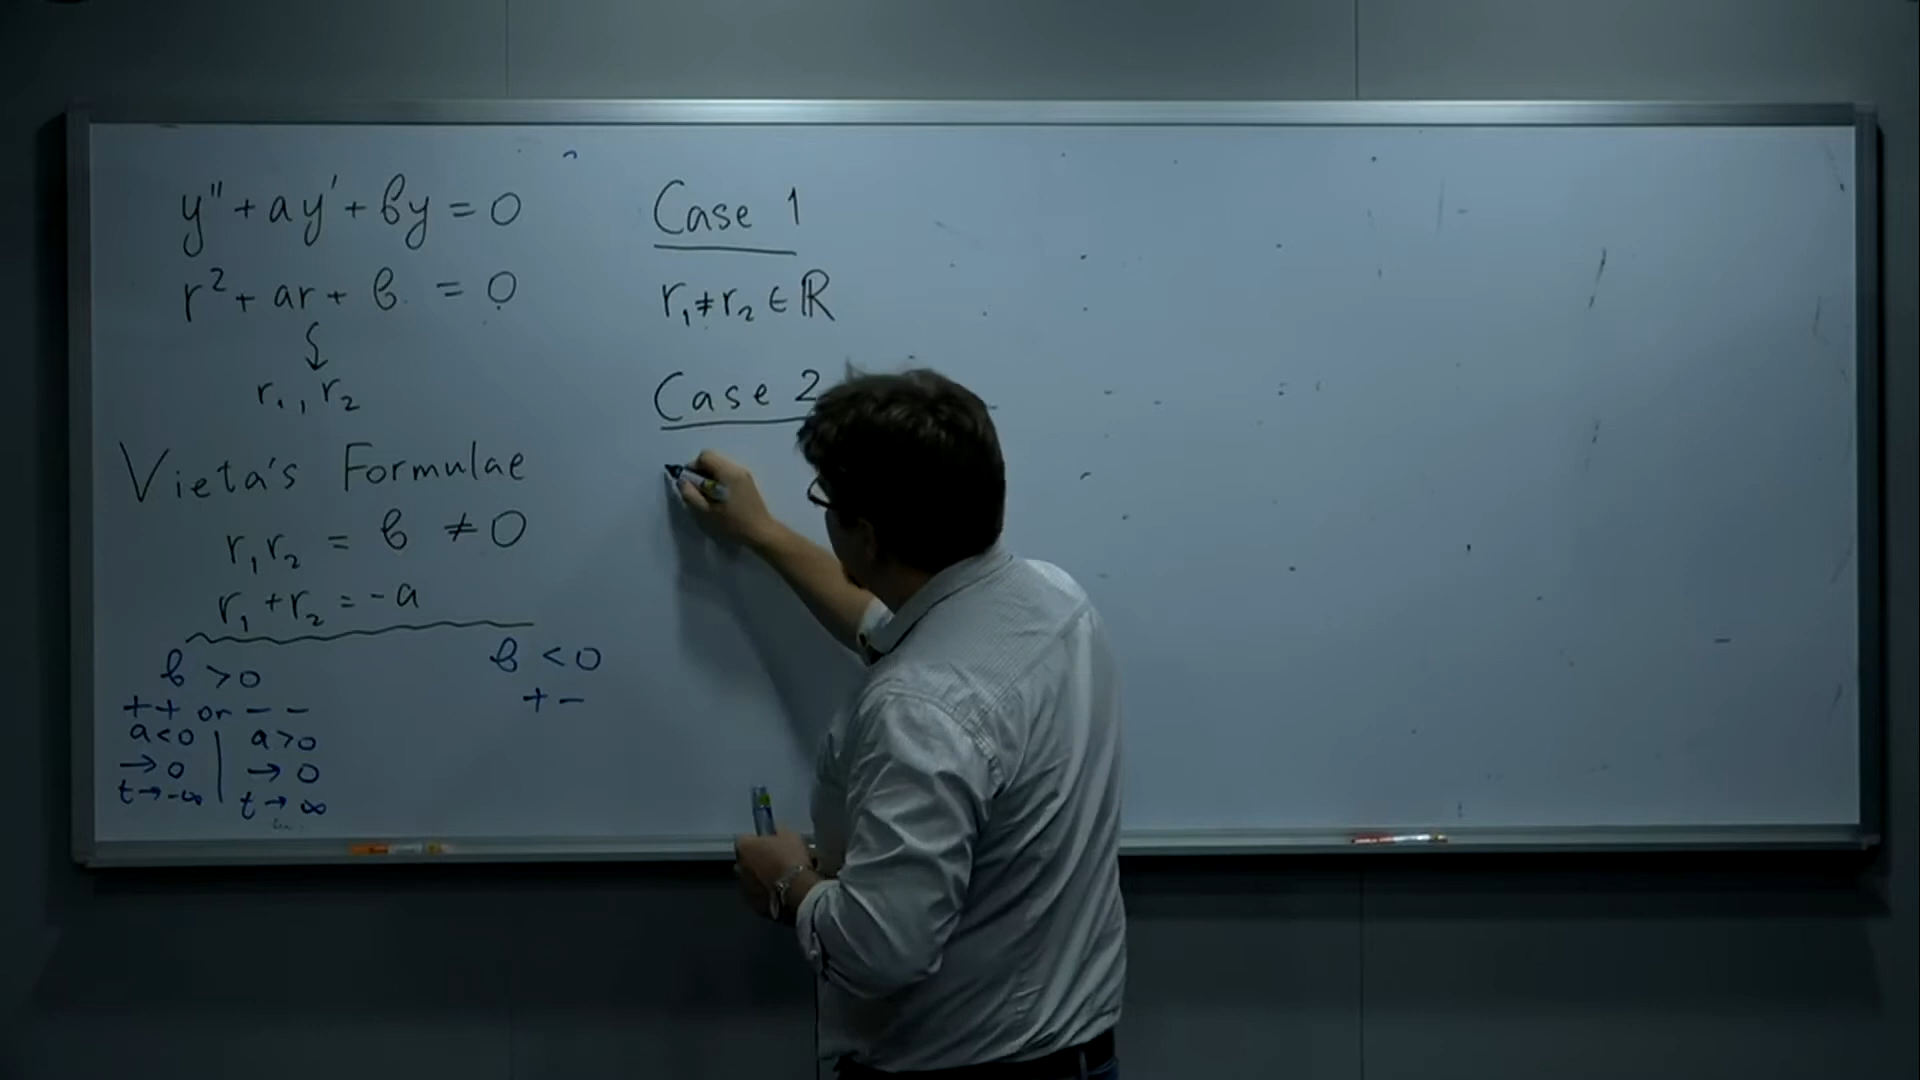 y'' + ay' + by = 0
r² + ar + b = 0
r₁, r₂
Vieta's Formulae
r₁r₂ = b ≠ 0
r₁ + r₂ = -a
b > 0
++ or --
a<0 | a>0
→ 0 | → 0
t → -∞ | t → ∞
b < 0
+ -
Case 1
r₁ ≠ r₂ ∈ ℝ
Case 2